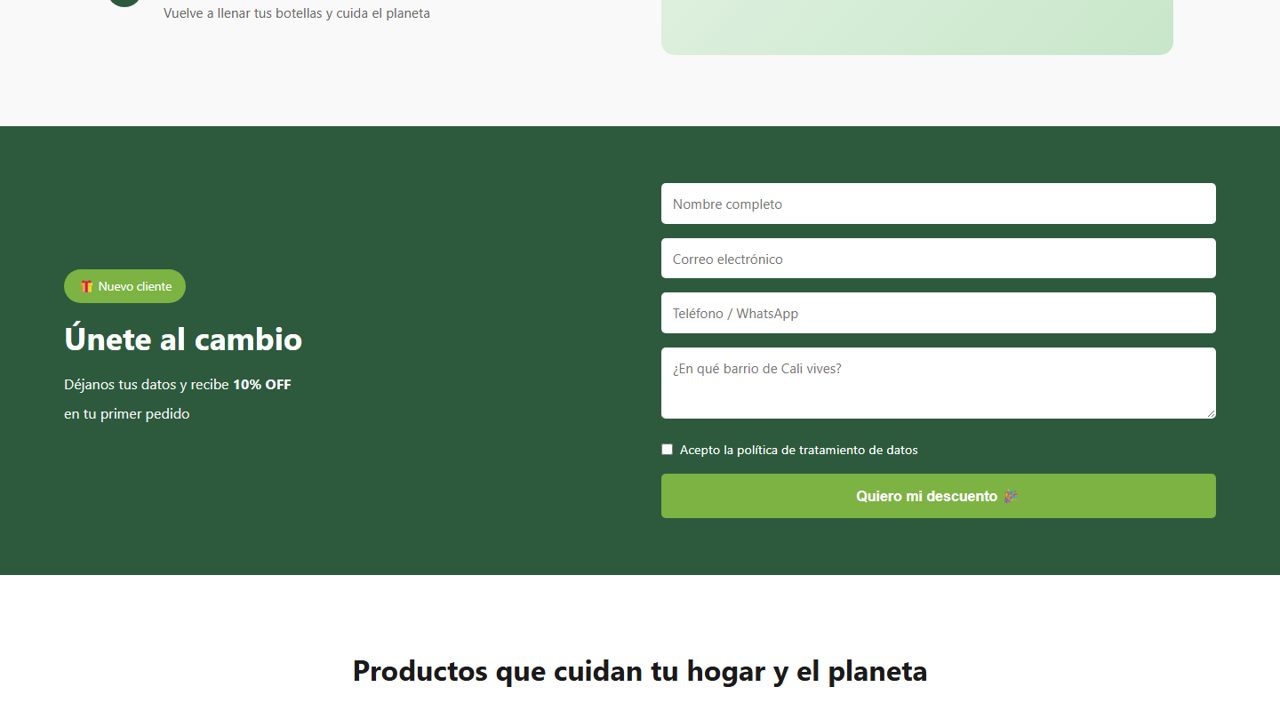 Vuelve a llenar tus botellas y cuida el planeta
🎁 Nuevo cliente
Únete al cambio
Déjanos tus datos y recibe 10% OFF
en tu primer pedido
Nombre completo
Correo electrónico
Teléfono / WhatsApp
¿En qué barrio de Cali vives?
Acepto la política de tratamiento de datos
Quiero mi descuento 🎉
Productos que cuidan tu hogar y el planeta